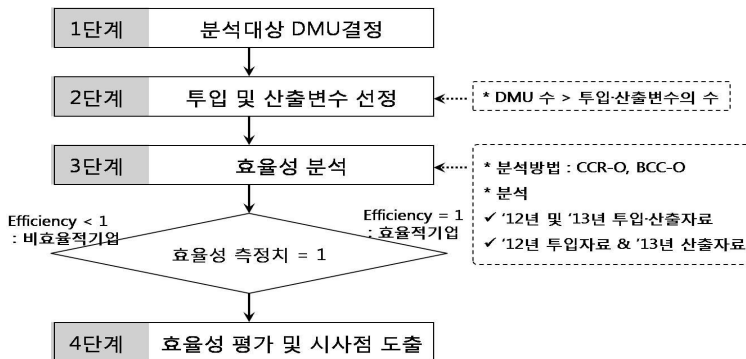 1단계 분석대상 DMU결정
2단계 투입 및 산출변수 선정
* DMU 수 > 투입·산출변수의 수
3단계 효율성 분석
* 분석방법 : CCR-O, BCC-O
* 분석
✓ '12년 및 '13년 투입·산출자료
✓ '12년 투입자료 & '13년 산출자료
Efficiency < 1
: 비효율적기업
Efficiency = 1
: 효율적기업
효율성 측정치 = 1
4단계 효율성 평가 및 시사점 도출